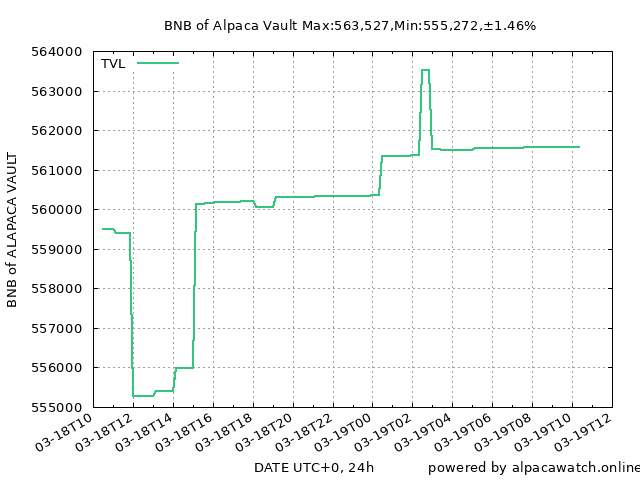 BNB of Alpaca Vault Max:563,527,Min:555,272,±1.46%
TVL
BNB of ALAPACA VAULT
564000
563000
562000
561000
560000
559000
558000
557000
556000
555000
03-18T10
03-18T12
03-18T14
03-18T16
03-18T18
03-18T20
03-18T22
03-19T00
03-19T02
03-19T04
03-19T06
03-19T08
03-19T10
03-19T12
DATE UTC+0, 24h
powered by alpacawatch.online